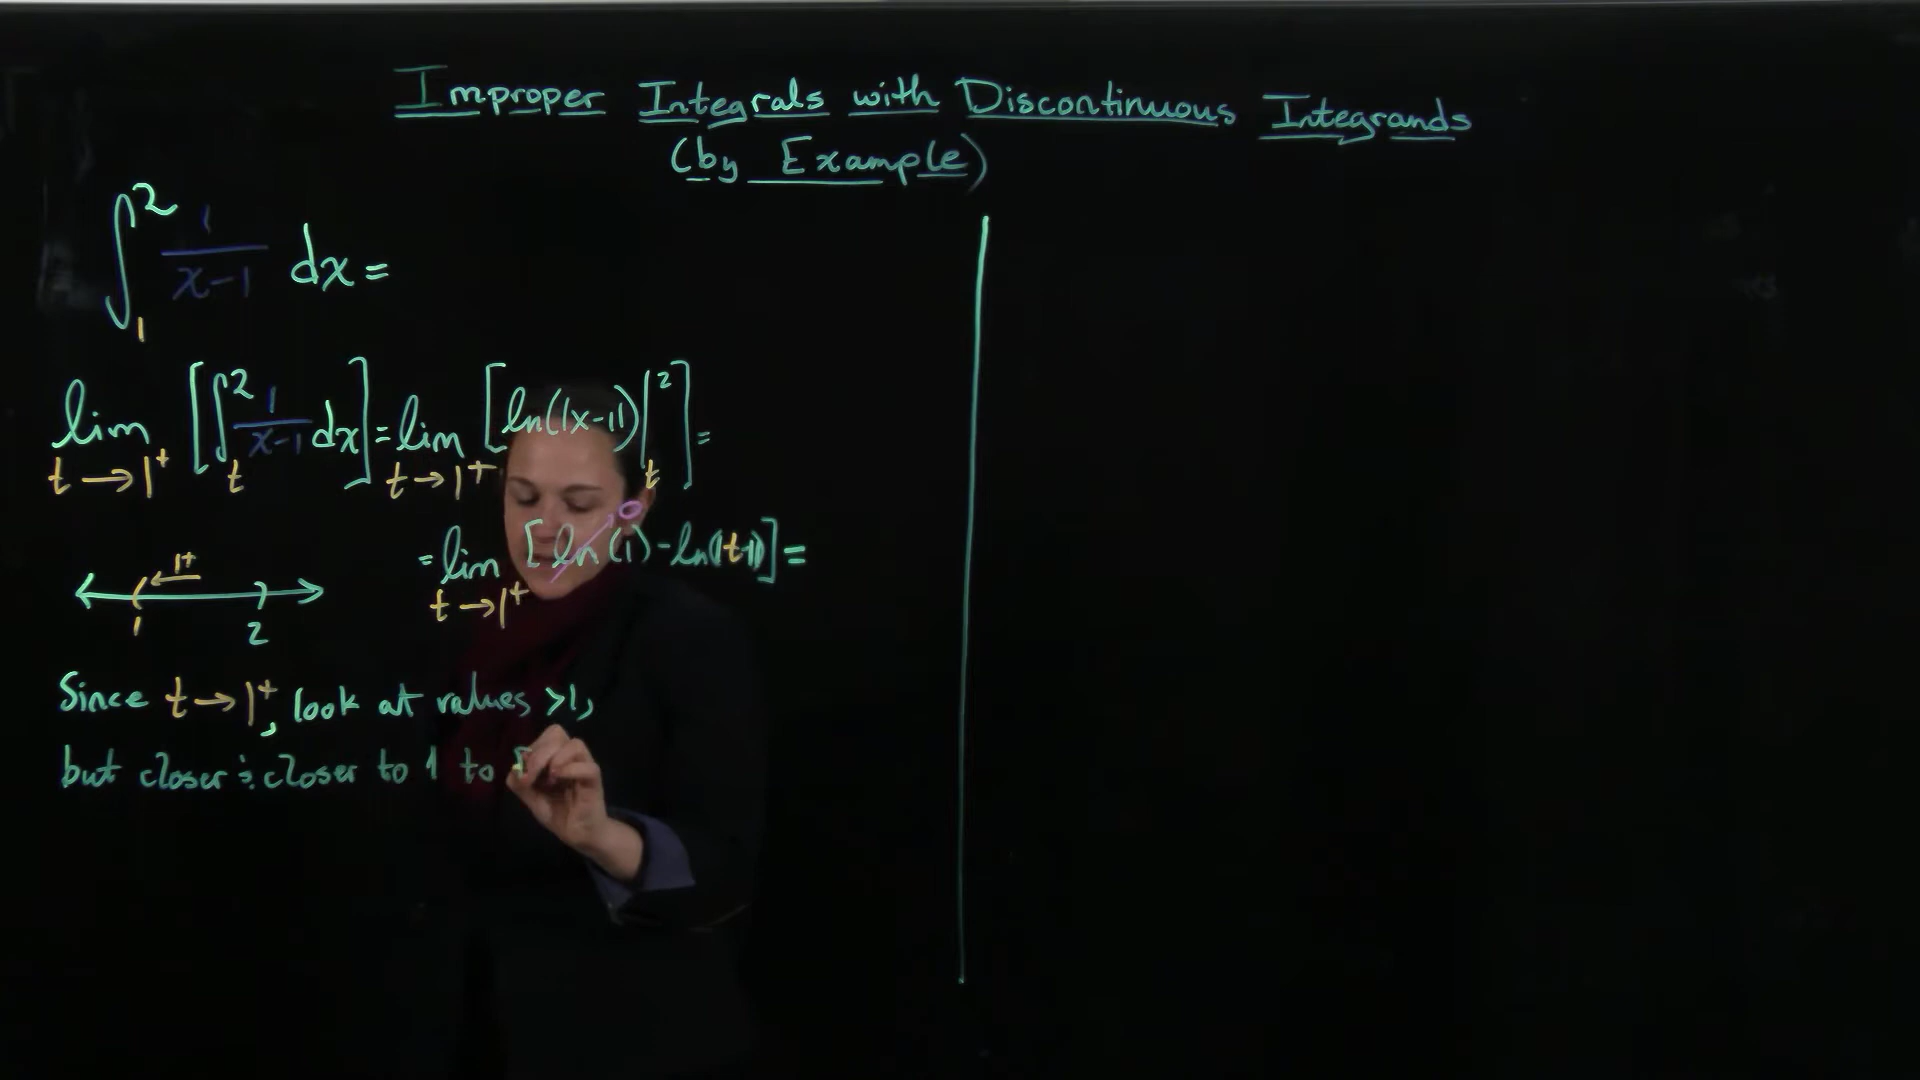 Improper Integrals with Discontinuous Integrands
(by Example)
∫₁² 1/(x-1) dx =
lim t→1⁺ [∫ₜ² 1/(x-1) dx] = lim t→1⁺ [ln(|x-1|)|ₜ²] =
= lim t→1⁺ [ln(1) - ln(|t-1|)] =
0
1⁺
1 2
Since t→1⁺, look at values >1,
but closer & closer to 1 to